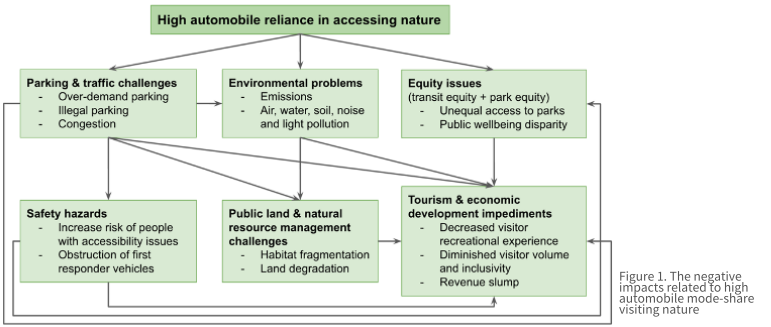 High automobile reliance in accessing nature
Parking & traffic challenges
- Over-demand parking
- Illegal parking
- Congestion
Environmental problems
- Emissions
- Air, water, soil, noise
and light pollution
Equity issues
(transit equity + park equity)
- Unequal access to parks
- Public wellbeing disparity
Safety hazards
- Increase risk of people
with accessibility issues
- Obstruction of first
responder vehicles
Public land & natural
resource management
challenges
- Habitat fragmentation
- Land degradation
Tourism & economic
development impediments
- Decreased visitor
recreational experience
- Diminished visitor volume
and inclusivity
- Revenue slump
Figure 1. The negative
impacts related to high
automobile mode-share
visiting nature